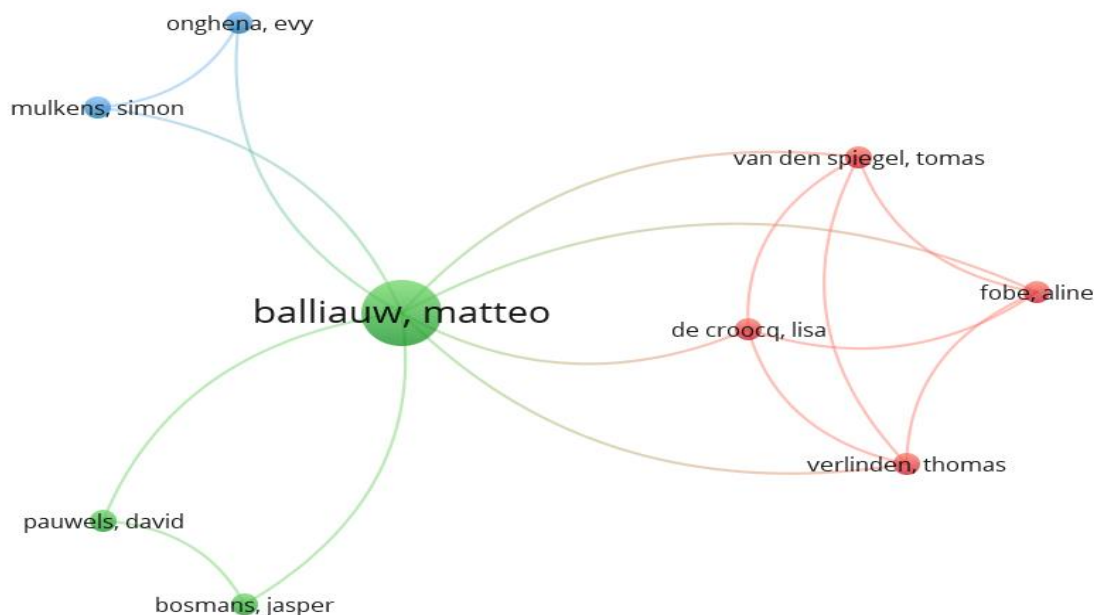 onghena, evy
mulkens, simon
van den spiegel, tomas
fobe, aline
balliauw, matteo
de croocq, lisa
verlinden, thomas
pauwels, david
bosmans, jasper